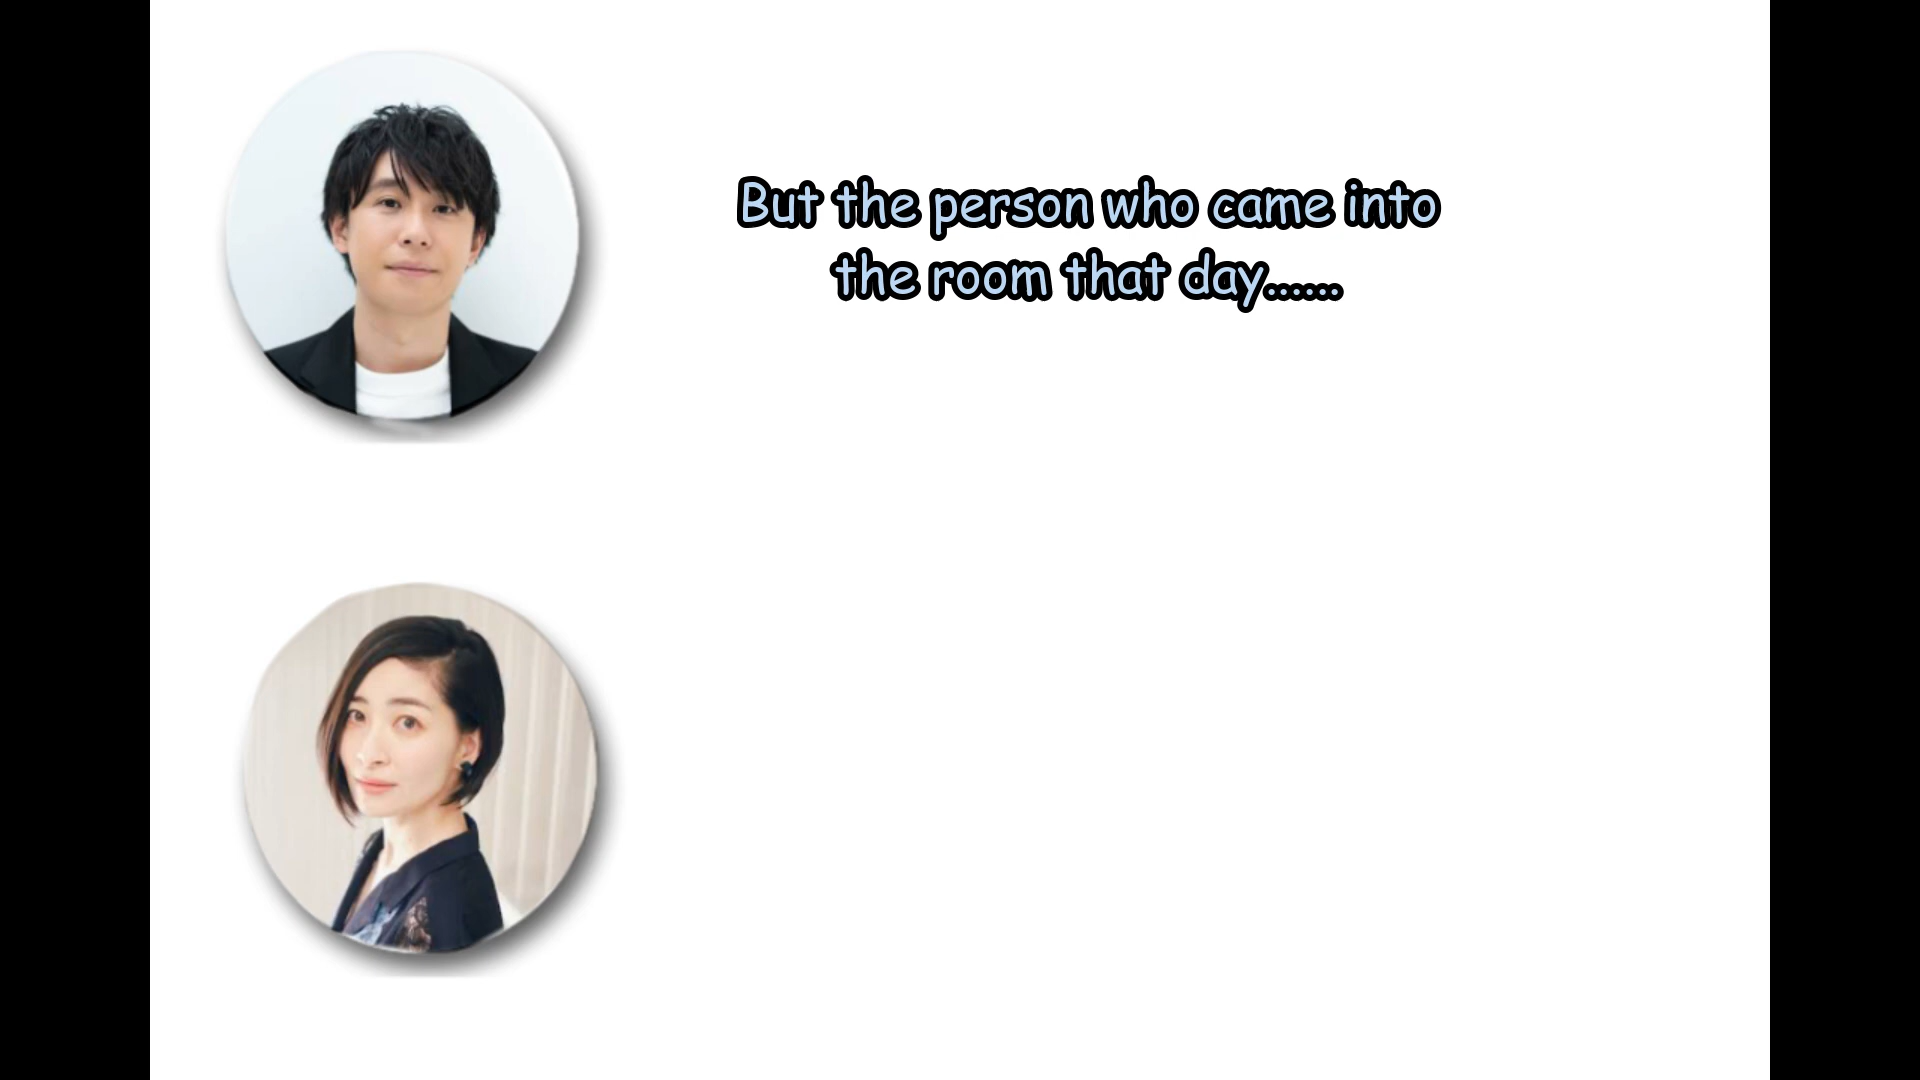 But the person who came into
the room that day......